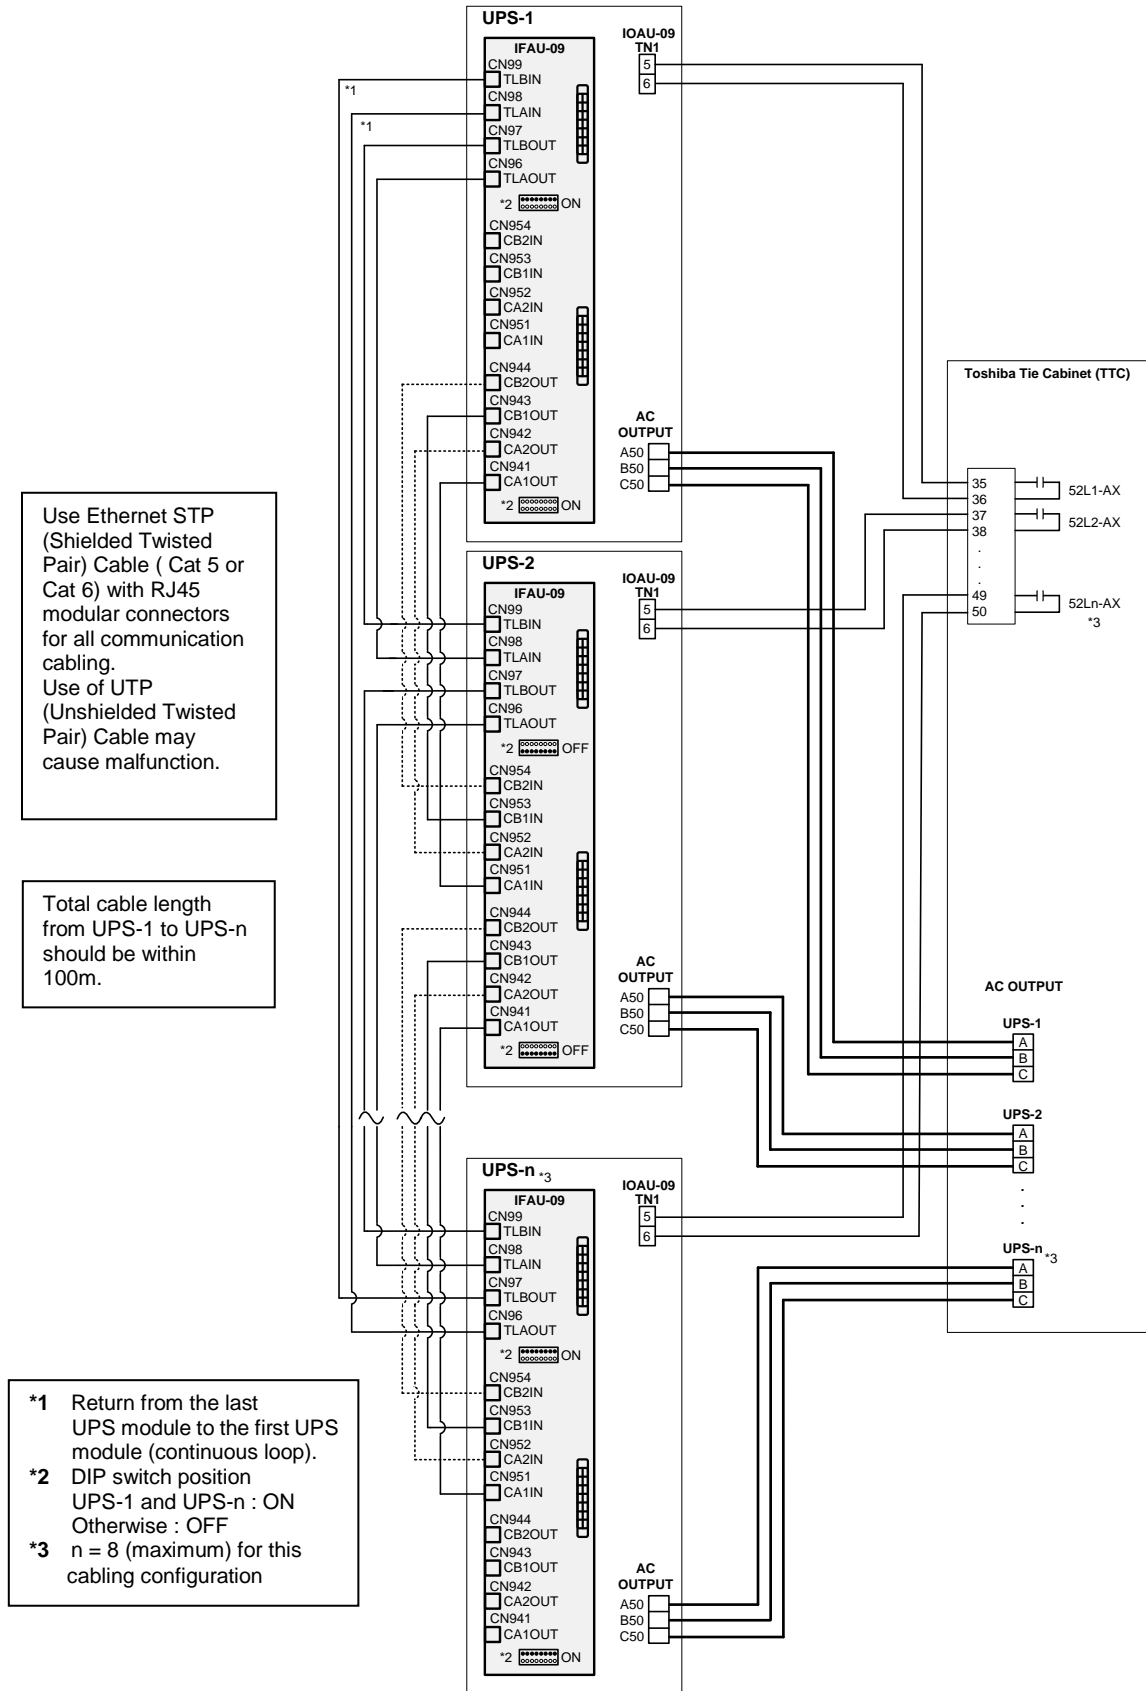 UPS-1
IFAU-09
IOAU-09
TN1
CN99
TLBIN
5
6
*1
CN98
TLAIN
*1
CN97
TLBOUT
CN96
TLAOUT
*2 ON
CN954
CB2IN
CN953
CB1IN
CN952
CA2IN
CN951
CA1IN
CN944
CB2OUT
CN943
CB1OUT
CN942
CA2OUT
CN941
CA1OUT
*2 ON
AC
OUTPUT
A50
B50
C50
Toshiba Tie Cabinet (TTC)
35
36
37
38
.
.
.
49
50
52L1-AX
52L2-AX
52Ln-AX
*3
Use Ethernet STP
(Shielded Twisted
Pair) Cable ( Cat 5 or
Cat 6) with RJ45
modular connectors
for all communication
cabling.
Use of UTP
(Unshielded Twisted
Pair) Cable may
cause malfunction.
Total cable length
from UPS-1 to UPS-n
should be within
100m.
UPS-2
IFAU-09
IOAU-09
TN1
CN99
TLBIN
5
6
CN98
TLAIN
CN97
TLBOUT
CN96
TLAOUT
*2 OFF
CN954
CB2IN
CN953
CB1IN
CN952
CA2IN
CN951
CA1IN
CN944
CB2OUT
CN943
CB1OUT
CN942
CA2OUT
CN941
CA1OUT
*2 OFF
AC
OUTPUT
A50
B50
C50
AC OUTPUT
UPS-1
A
B
C
UPS-2
A
B
C
.
.
.
UPS-n *3
A
B
C
UPS-n *3
IFAU-09
IOAU-09
TN1
CN99
TLBIN
5
6
CN98
TLAIN
CN97
TLBOUT
CN96
TLAOUT
*2 ON
CN954
CB2IN
CN953
CB1IN
CN952
CA2IN
CN951
CA1IN
CN944
CB2OUT
CN943
CB1OUT
CN942
CA2OUT
CN941
CA1OUT
*2 ON
AC
OUTPUT
A50
B50
C50
*1 Return from the last
UPS module to the first UPS
module (continuous loop).
*2 DIP switch position
UPS-1 and UPS-n : ON
Otherwise : OFF
*3 n = 8 (maximum) for this
cabling configuration